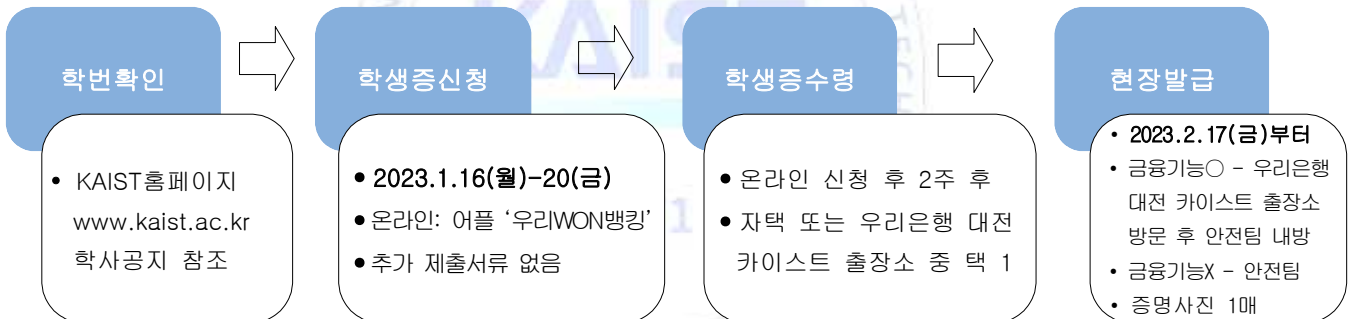 학번확인
• KAIST홈페이지
www.kaist.ac.kr
학사공지 참조
학생증신청
• 2023.1.16(월)-20(금)
• 온라인: 어플 ‘우리WON뱅킹’
• 추가 제출서류 없음
학생증수령
• 온라인 신청 후 2주 후
• 자택 또는 우리은행 대전
카이스트 출장소 중 택 1
현장발급
• 2023.2.17(금)부터
• 금융기능○ - 우리은행
대전 카이스트 출장소
방문 후 안전팀 내방
• 금융기능X - 안전팀
• 증명사진 1매
KAIST